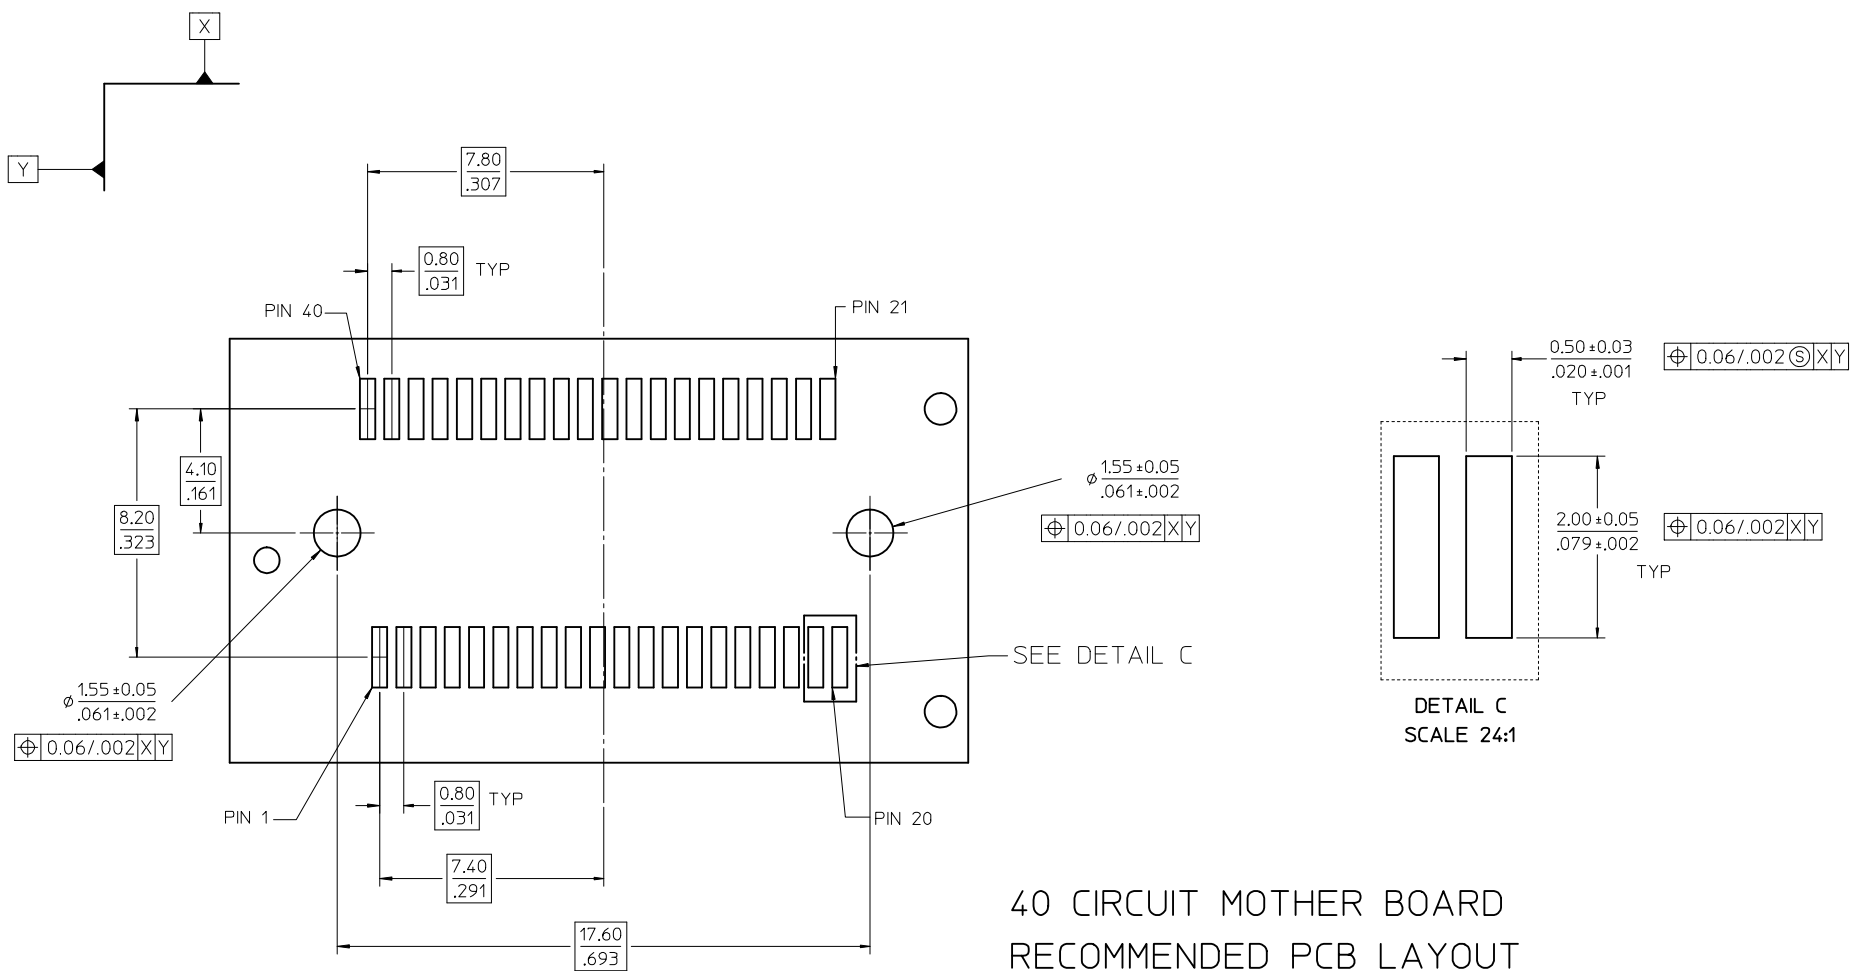 X
Y
7.80
.307
0.80
.031
TYP
PIN 40
PIN 21
4.10
.161
8.20
.323
⌀ 1.55 ±0.05
.061±.002
⌖ 0.06/.002 X Y
⌀ 1.55 ±0.05
.061±.002
⌖ 0.06/.002 X Y
SEE DETAIL C
PIN 1
0.80
.031
TYP
PIN 20
7.40
.291
17.60
.693
0.50 ±0.03
.020 ±.001
TYP
⌖ 0.06/.002 Ⓢ X Y
2.00 ±0.05
.079 ±.002
TYP
⌖ 0.06/.002 X Y
DETAIL C
SCALE 24:1
40 CIRCUIT MOTHER BOARD
RECOMMENDED PCB LAYOUT